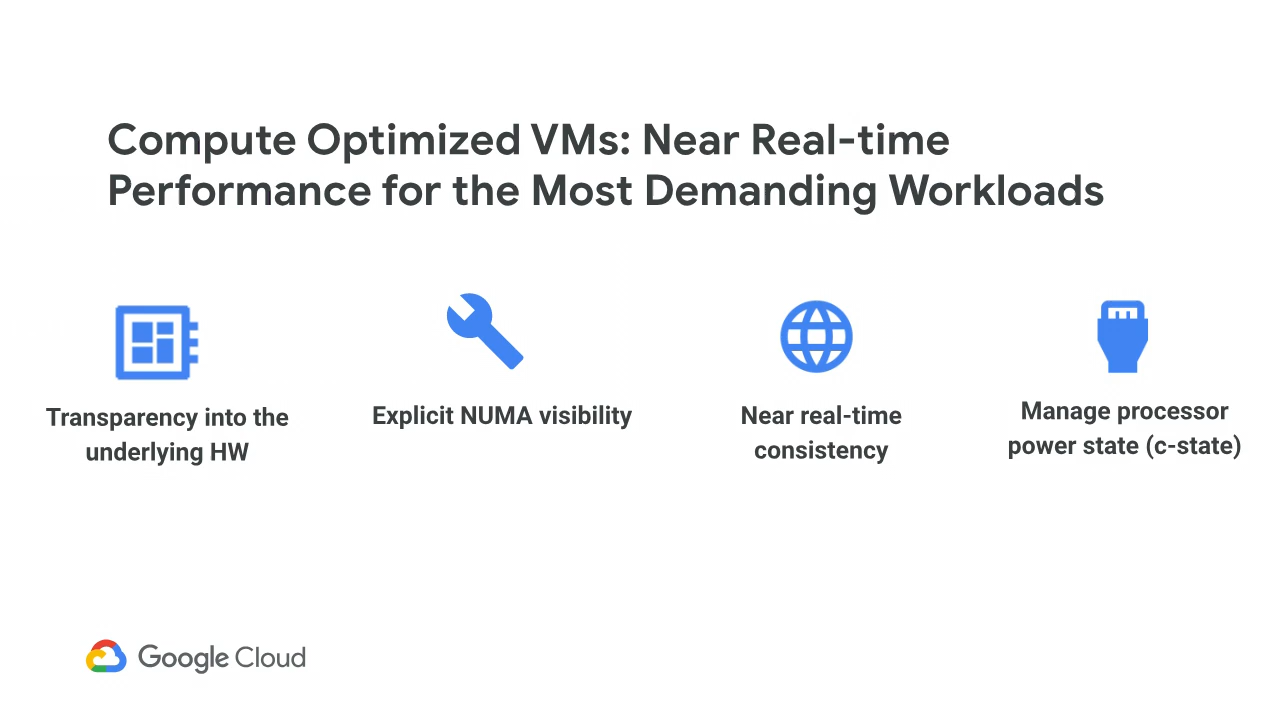 Compute Optimized VMs: Near Real-time
Performance for the Most Demanding Workloads
Transparency into the
underlying HW
Explicit NUMA visibility
Near real-time
consistency
Manage processor
power state (c-state)
Google Cloud